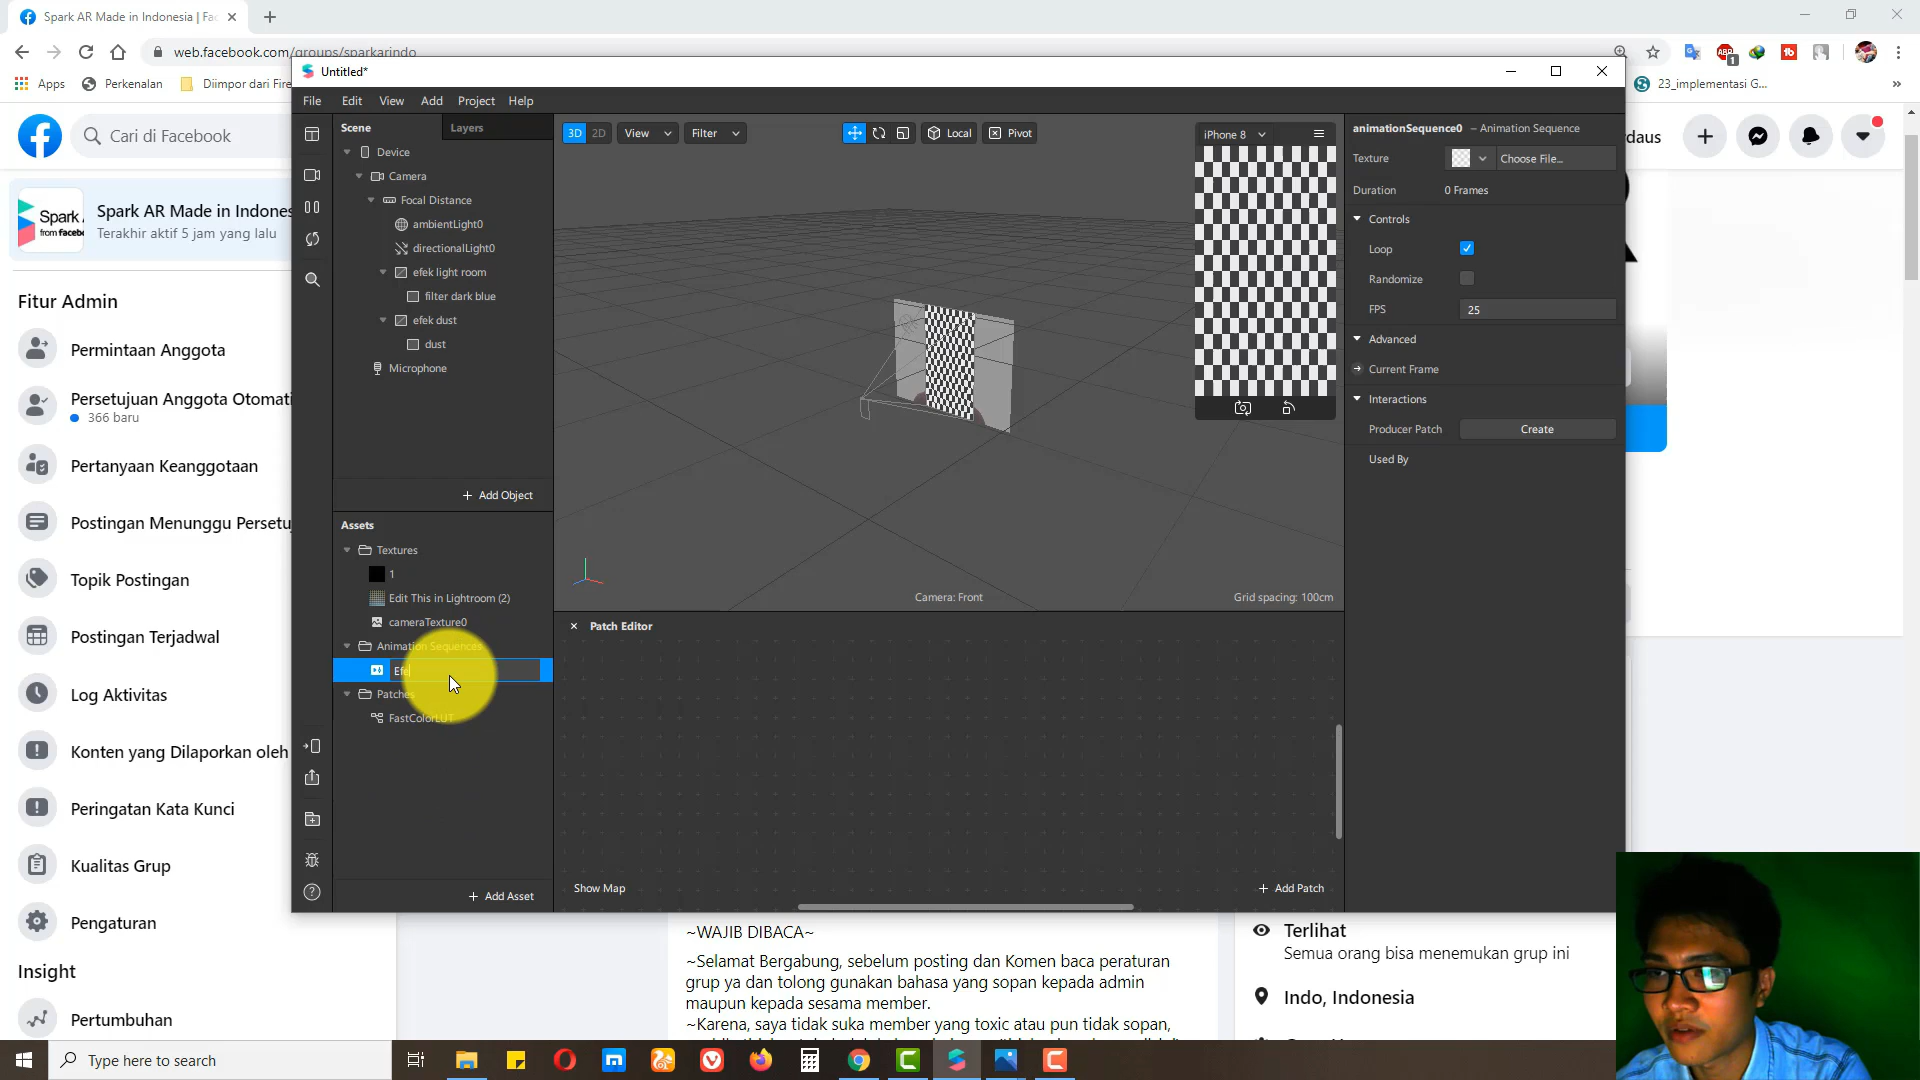 Spark AR Made in Indonesia | Fac
web.facebook.com/groups/sparkarindo
Apps
Perkenalan
Diimpor dari Fire
23_implementasi G...
Cari di Facebook
Spark AR Made in Indones
Terakhir aktif 5 jam yang lalu
Fitur Admin
Permintaan Anggota
Persetujuan Anggota Otomati
366 baru
Pertanyaan Keanggotaan
Postingan Menunggu Persetu
Topik Postingan
Postingan Terjadwal
Log Aktivitas
Konten yang Dilaporkan oleh
Peringatan Kata Kunci
Kualitas Grup
Pengaturan
Insight
Pertumbuhan
Untitled*
File Edit View Add Project Help
Scene
Layers
Device
Camera
Focal Distance
ambientLight0
directionalLight0
efek light room
filter dark blue
efek dust
dust
Microphone
+ Add Object
Assets
Textures
1
Edit This in Lightroom (2)
cameraTexture0
Animation Sequences
Efe
Patches
FastColorLUT
+ Add Asset
3D 2D
View
Filter
Local
Pivot
iPhone 8
Camera: Front
Grid spacing: 100cm
Patch Editor
Show Map
+ Add Patch
animationSequence0 – Animation Sequence
Texture
Choose File...
Duration
0 Frames
Controls
Loop
Randomize
FPS
25
Advanced
Current Frame
Interactions
Producer Patch
Create
Used By
daus
~WAJIB DIBACA~
~Selamat Bergabung, sebelum posting dan Komen baca peraturan
grup ya dan tolong gunakan bahasa yang sopan kepada admin
maupun kepada sesama member.
~Karena, saya tidak suka member yang toxic atau pun tidak sopan,
Terlihat
Semua orang bisa menemukan grup ini
Indo, Indonesia
Type here to search